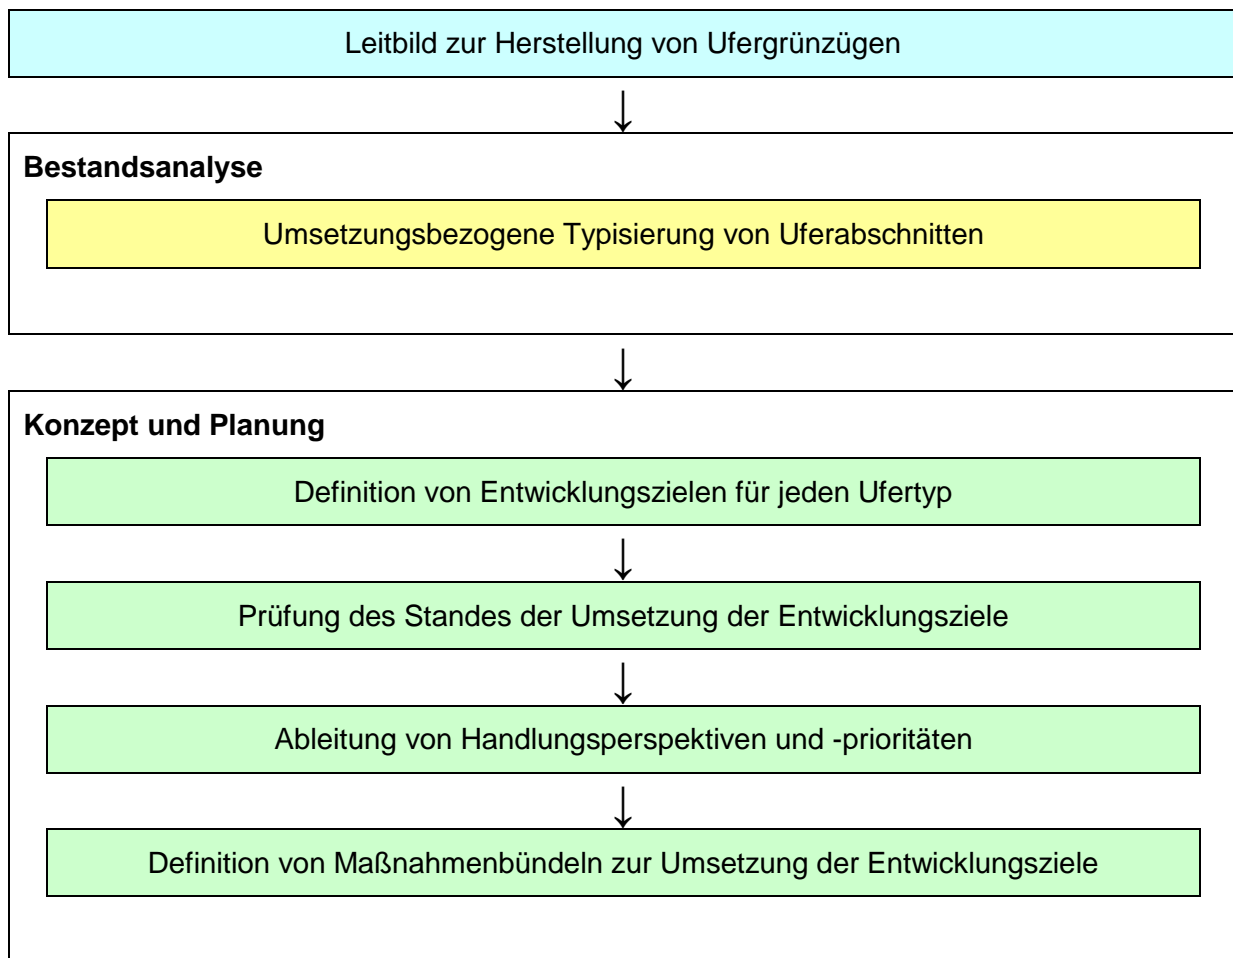 Leitbild zur Herstellung von Ufergrünzügen
↓
Bestandsanalyse
Umsetzungsbezogene Typisierung von Uferabschnitten
↓
Konzept und Planung
Definition von Entwicklungszielen für jeden Ufertyp
↓
Prüfung des Standes der Umsetzung der Entwicklungsziele
↓
Ableitung von Handlungsperspektiven und -prioritäten
↓
Definition von Maßnahmenbündeln zur Umsetzung der Entwicklungsziele